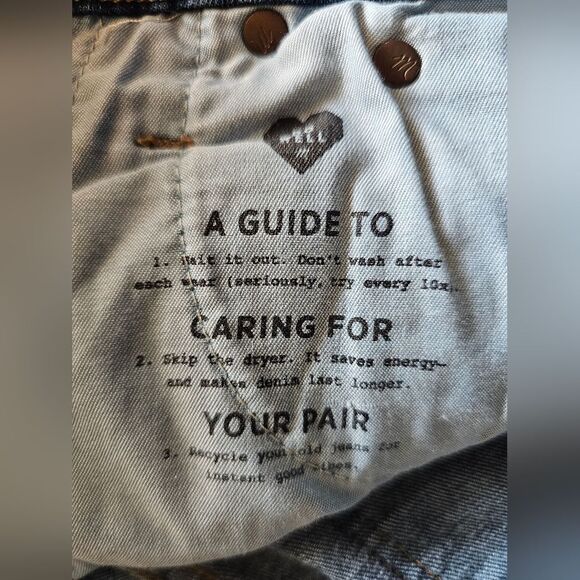 WELL
A GUIDE TO
1. Wait it out. Don't wash after
each wear (seriously, try every 10x).
CARING FOR
2. Skip the dryer. It saves energy—
and makes denim last longer.
YOUR PAIR
3. Recycle your old jeans for
instant good vibes.
m